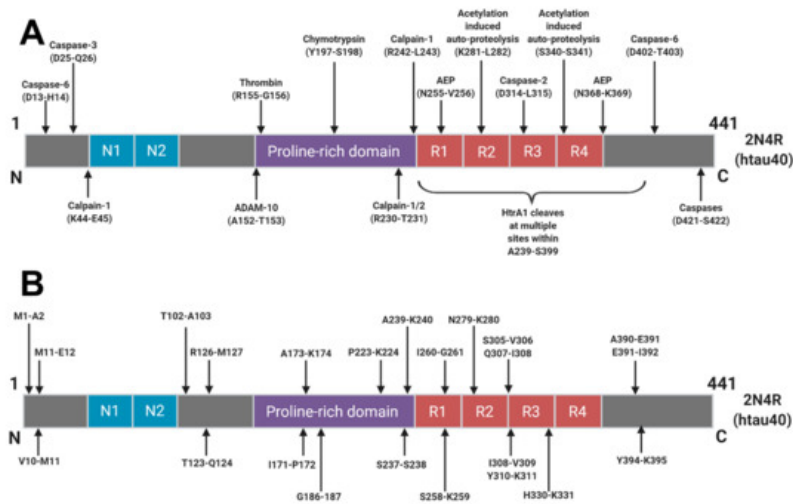 A
Caspase-3
(D25-Q26)
Caspase-6
(D13-H14)
Thrombin
(R155-G156)
Chymotrypsin
(Y197-S198)
Calpain-1
(R242-L243)
AEP
(N255-V256)
Acetylation
induced
auto-proteolysis
(K281-L282)
Caspase-2
(D314-L315)
Acetylation
induced
auto-proteolysis
(S340-S341)
AEP
(N368-K369)
Caspase-6
(D402-T403)
1
441
N1 N2 Proline-rich domain R1 R2 R3 R4
2N4R
(htau40)
N
C
Calpain-1
(K44-E45)
ADAM-10
(A152-T153)
Calpain-1/2
(R230-T231)
HtrA1 cleaves
at multiple
sites within
A239-S399
Caspases
(D421-S422)
B
M1-A2
M11-E12
T102-A103
R126-M127
A173-K174
P223-K224
A239-K240
I260-G261
N279-K280
S305-V306
Q307-I308
A390-E391
E391-I392
1
441
N1 N2 Proline-rich domain R1 R2 R3 R4
2N4R
(htau40)
N
C
V10-M11
T123-Q124
I171-P172
G186-187
S237-S238
S258-K259
I308-V309
Y310-K311
H330-K331
Y394-K395